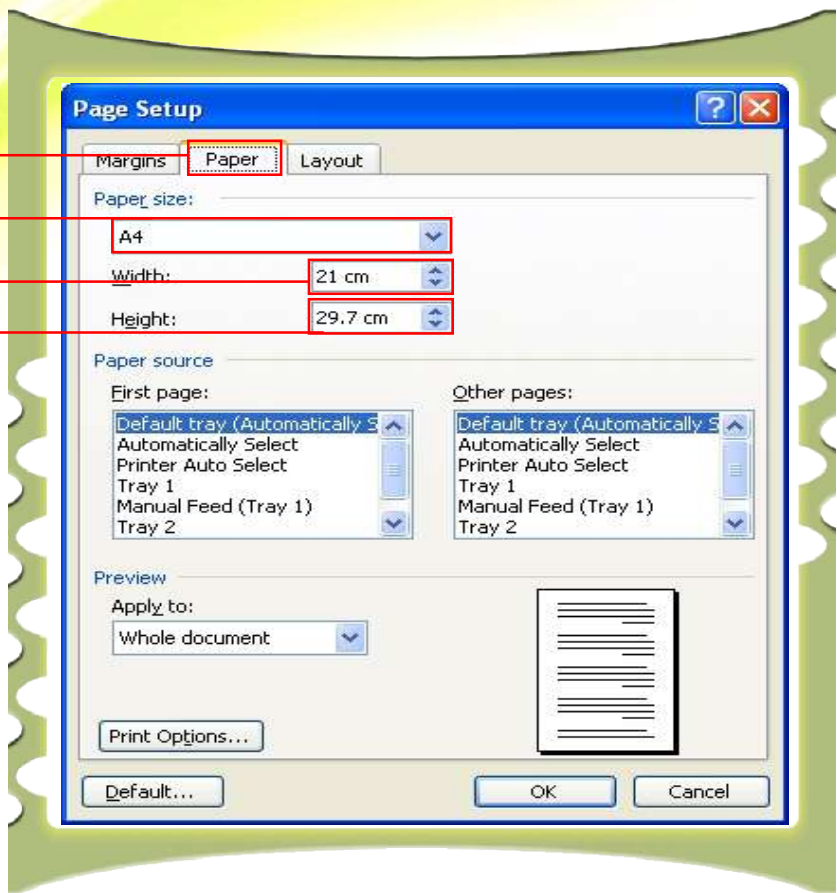 Page Setup
Margins Paper Layout
Paper size:
A4
Width: 21 cm
Height: 29.7 cm
Paper source
First page: Other pages:
Default tray (Automatically S Default tray (Automatically S
Automatically Select Automatically Select
Printer Auto Select Printer Auto Select
Tray 1 Tray 1
Manual Feed (Tray 1) Manual Feed (Tray 1)
Tray 2 Tray 2
Preview
Apply to:
Whole document
Print Options...
Default... OK Cancel